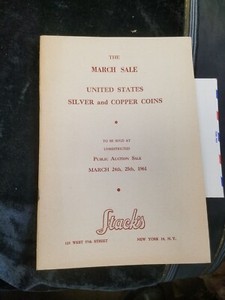 THE
MARCH SALE
UNITED STATES
SILVER and COPPER COINS
TO BE SOLD AT
UNRESTRICTED
PUBLIC AUCTION SALE
MARCH 24th, 25th, 1961
Stack's
123 WEST 57th STREET NEW YORK 19, N. Y.